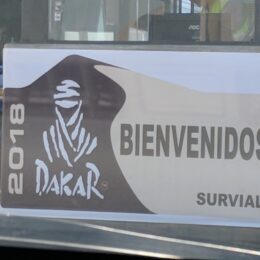 2018
DAKAR
BIENVENIDOS
SURVIAL